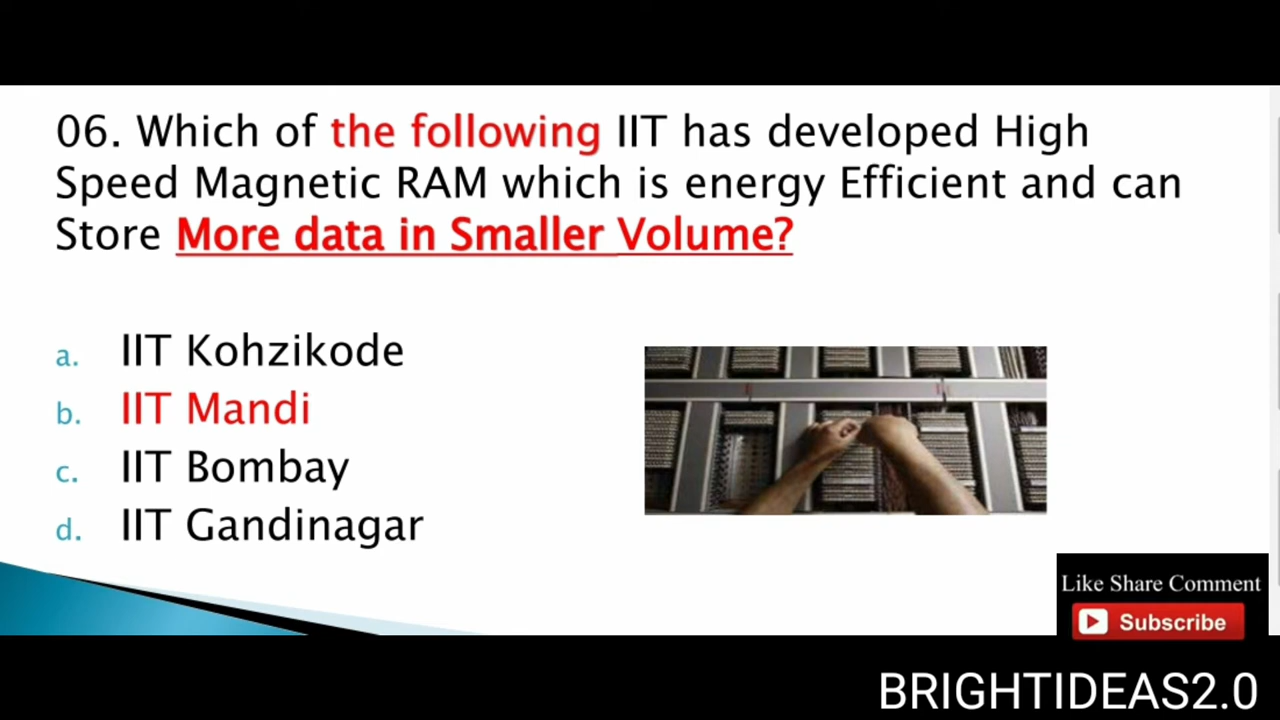 06. Which of the following IIT has developed High
Speed Magnetic RAM which is energy Efficient and can
Store More data in Smaller Volume?
a. IIT Kohzikode
b. IIT Mandi
c. IIT Bombay
d. IIT Gandinagar
Like Share Comment
Subscribe
BRIGHTIDEAS2.0